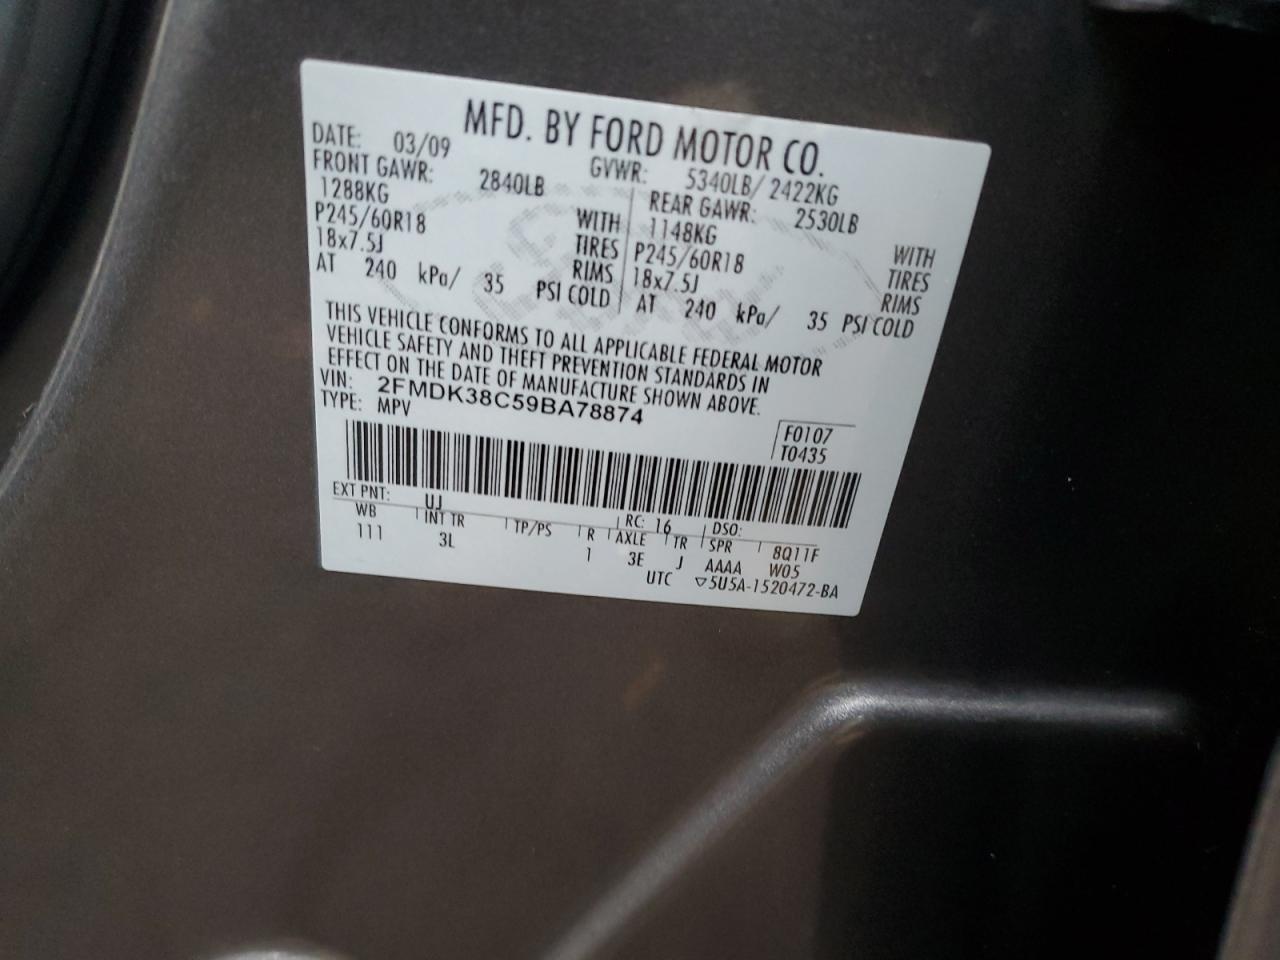 MFD. BY FORD MOTOR CO.
DATE: 03/09 GVWR: 5340LB/ 2422KG
FRONT GAWR: 2840LB REAR GAWR: 2530LB
1288KG WITH 1148KG WITH
P245/60R18 TIRES P245/60R18 TIRES
18x7.5J RIMS 18x7.5J RIMS
AT 240 kPa/ 35 PSI COLD AT 240 kPa/ 35 PSI COLD
THIS VEHICLE CONFORMS TO ALL APPLICABLE FEDERAL MOTOR
VEHICLE SAFETY AND THEFT PREVENTION STANDARDS IN
EFFECT ON THE DATE OF MANUFACTURE SHOWN ABOVE.
VIN: 2FMDK38C59BA78874
TYPE: MPV
F0107
T0435
EXT PNT: UJ RC: 16 DSO:
WB INT TR TP/PS R AXLE TR SPR 8Q11F
111 3L 1 3E J AAAA W05
UTC ▽5U5A-1520472-BA